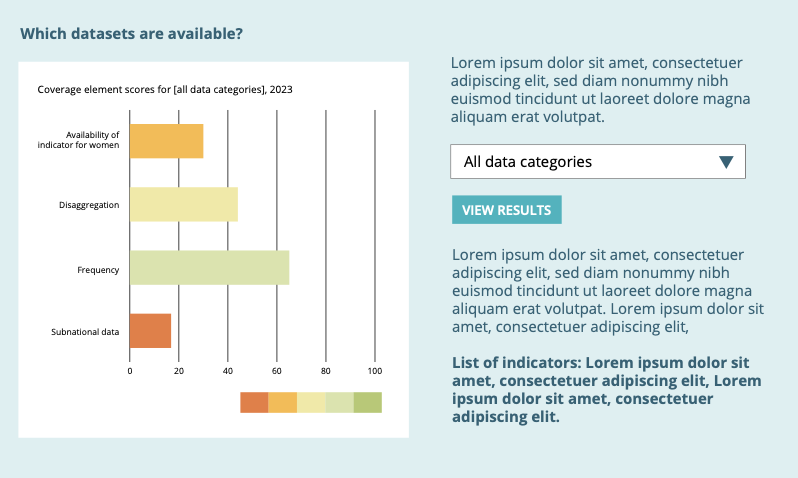 Which datasets are available?
Coverage element scores for [all data categories], 2023
Availability of
indicator for women
Disaggregation
Frequency
Subnational data
0 20 40 60 80 100
Lorem ipsum dolor sit amet, consectetuer
adipiscing elit, sed diam nonummy nibh
euismod tincidunt ut laoreet dolore magna
aliquam erat volutpat.
All data categories
VIEW RESULTS
Lorem ipsum dolor sit amet, consectetuer
adipiscing elit, sed diam nonummy nibh
euismod tincidunt ut laoreet dolore magna
aliquam erat volutpat. Lorem ipsum dolor sit
amet, consectetuer adipiscing elit,
List of indicators: Lorem ipsum dolor sit
amet, consectetuer adipiscing elit, Lorem
ipsum dolor sit amet, consectetuer
adipiscing elit.